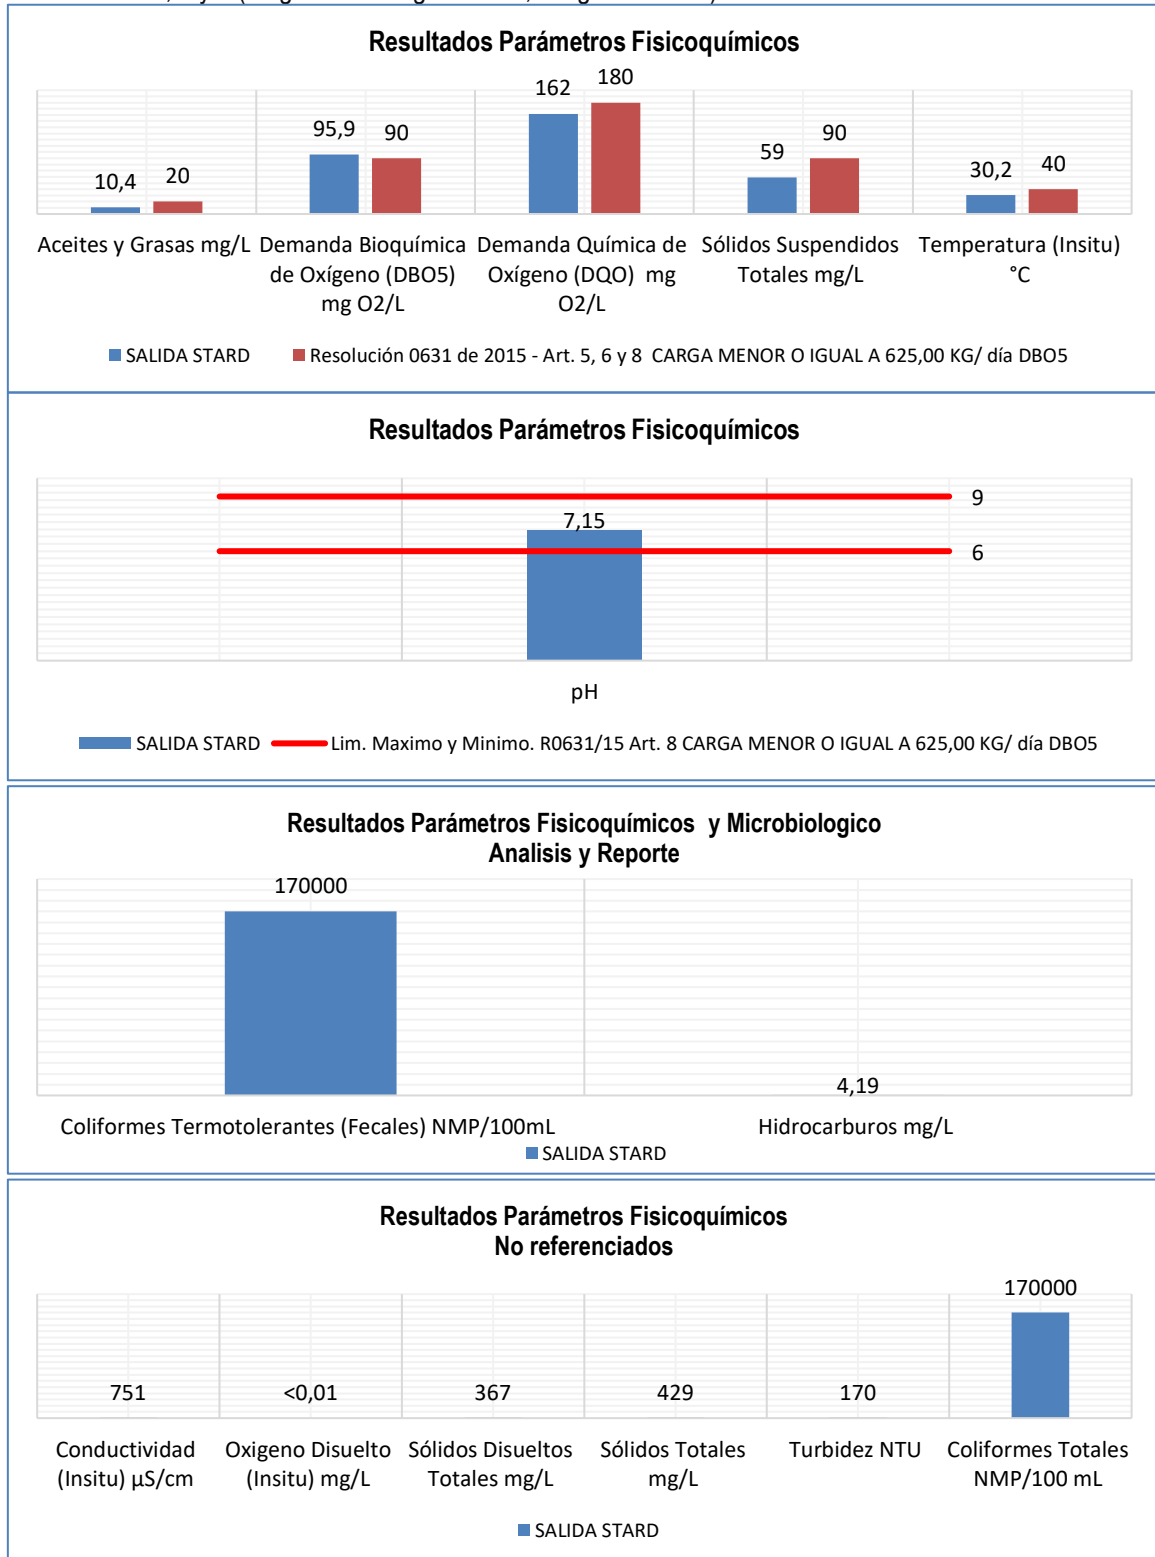 Resultados Parámetros Fisicoquímicos
10,4 20 95,9 90 162 180 59 90 30,2 40
Aceites y Grasas mg/L Demanda Bioquímica Demanda Química de Sólidos Suspendidos Temperatura (Insitu)
de Oxígeno (DBO5) Oxígeno (DQO) mg Totales mg/L °C
mg O2/L O2/L
SALIDA STARD Resolución 0631 de 2015 - Art. 5, 6 y 8 CARGA MENOR O IGUAL A 625,00 KG/ día DBO5
Resultados Parámetros Fisicoquímicos
9
7,15
6
pH
SALIDA STARD Lim. Maximo y Minimo. R0631/15 Art. 8 CARGA MENOR O IGUAL A 625,00 KG/ día DBO5
Resultados Parámetros Fisicoquímicos y Microbiologico
Analisis y Reporte
170000
4,19
Coliformes Termotolerantes (Fecales) NMP/100mL Hidrocarburos mg/L
SALIDA STARD
Resultados Parámetros Fisicoquímicos
No referenciados
170000
751 <0,01 367 429 170
Conductividad Oxigeno Disuelto Sólidos Disueltos Sólidos Totales Turbidez NTU Coliformes Totales
(Insitu) µS/cm (Insitu) mg/L Totales mg/L mg/L NMP/100 mL
SALIDA STARD